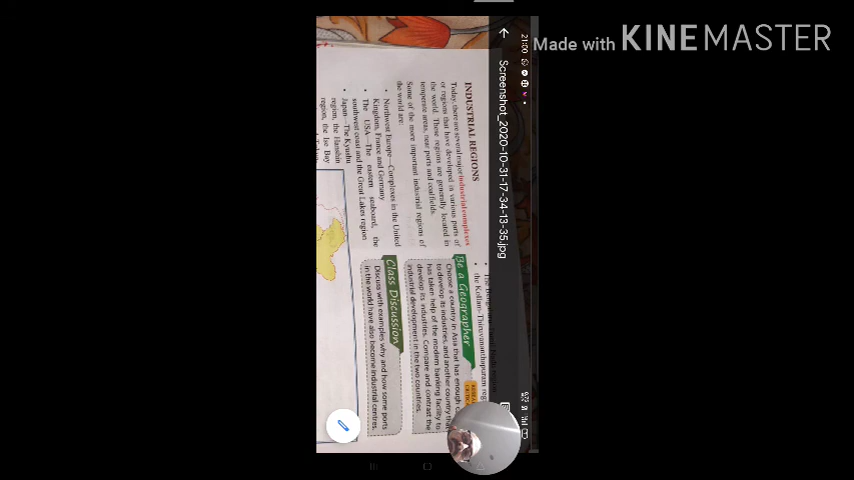 Made with KINEMASTER
21:00
Screenshot_2020-10-31-17-34-13-35.jpg
INDUSTRIAL REGIONS
Today, there are several major industrial complexes
or regions that have developed in various parts of
the world. These regions are generally located in
temperate areas, near ports and coalfields.
Some of the more important industrial regions of
the world are:
• Northwest Europe—Complexes in the United
Kingdom, France and Germany
• The USA—The eastern seaboard, the
southwest coast and the Great Lakes region
• Japan—The Kyushu
region, the Hanshin
region, the Ise Bay
the Kollam-Thiruvananthapuram
Be a Geographer
Choose a country in Asia that has enough
to develop its industries, and another country that
has taken help of the modern banking facility to
develop its industries. Compare and contrast the
industrial development in the two countries.
Class Discussion
Discuss with examples why and how some ports
in the world have also become industrial centres.